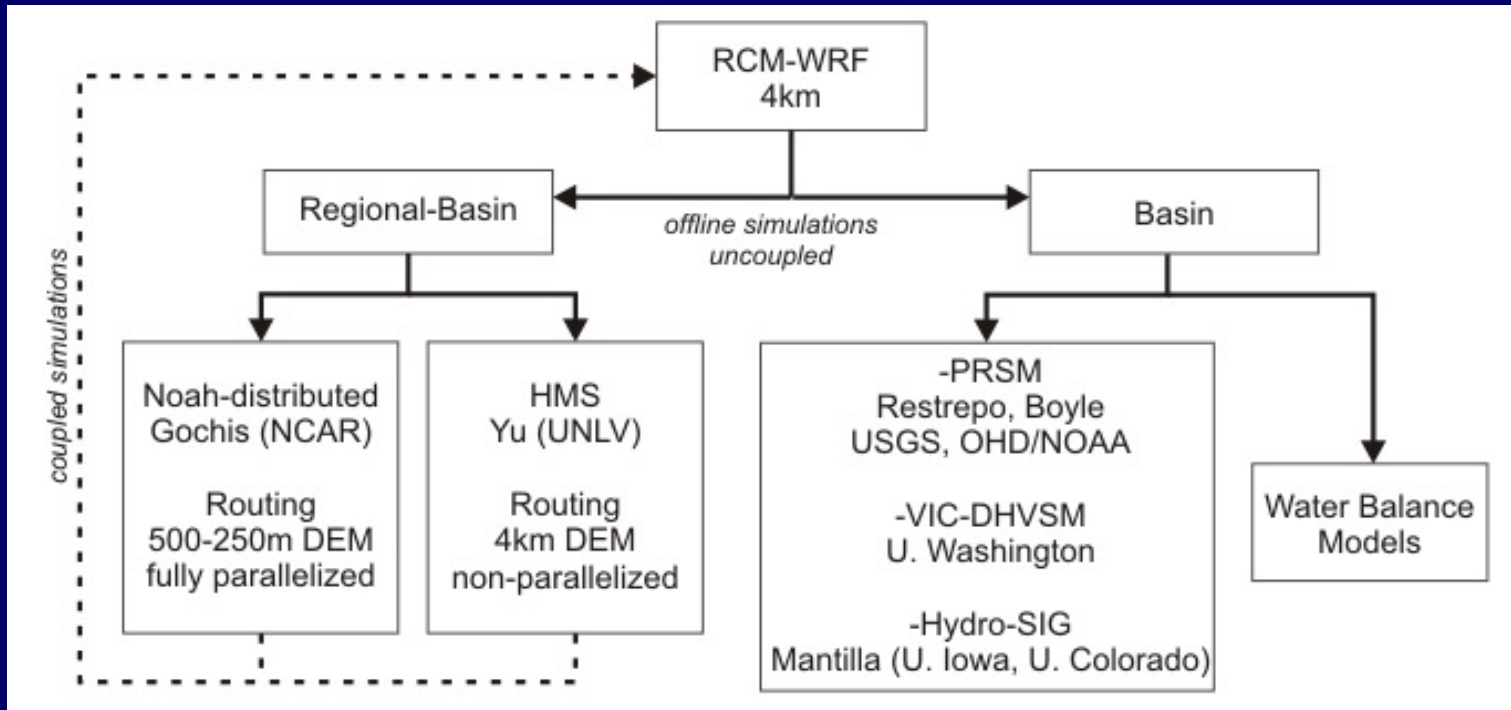 RCM-WRF
4km
Regional-Basin
offline simulations
uncoupled
Basin
coupled simulations
Noah-distributed
Gochis (NCAR)
Routing
500-250m DEM
fully parallelized
HMS
Yu (UNLV)
Routing
4km DEM
non-parallelized
-PRSM
Restrepo, Boyle
USGS, OHD/NOAA
-VIC-DHVSM
U. Washington
-Hydro-SIG
Mantilla (U. Iowa, U. Colorado)
Water Balance
Models